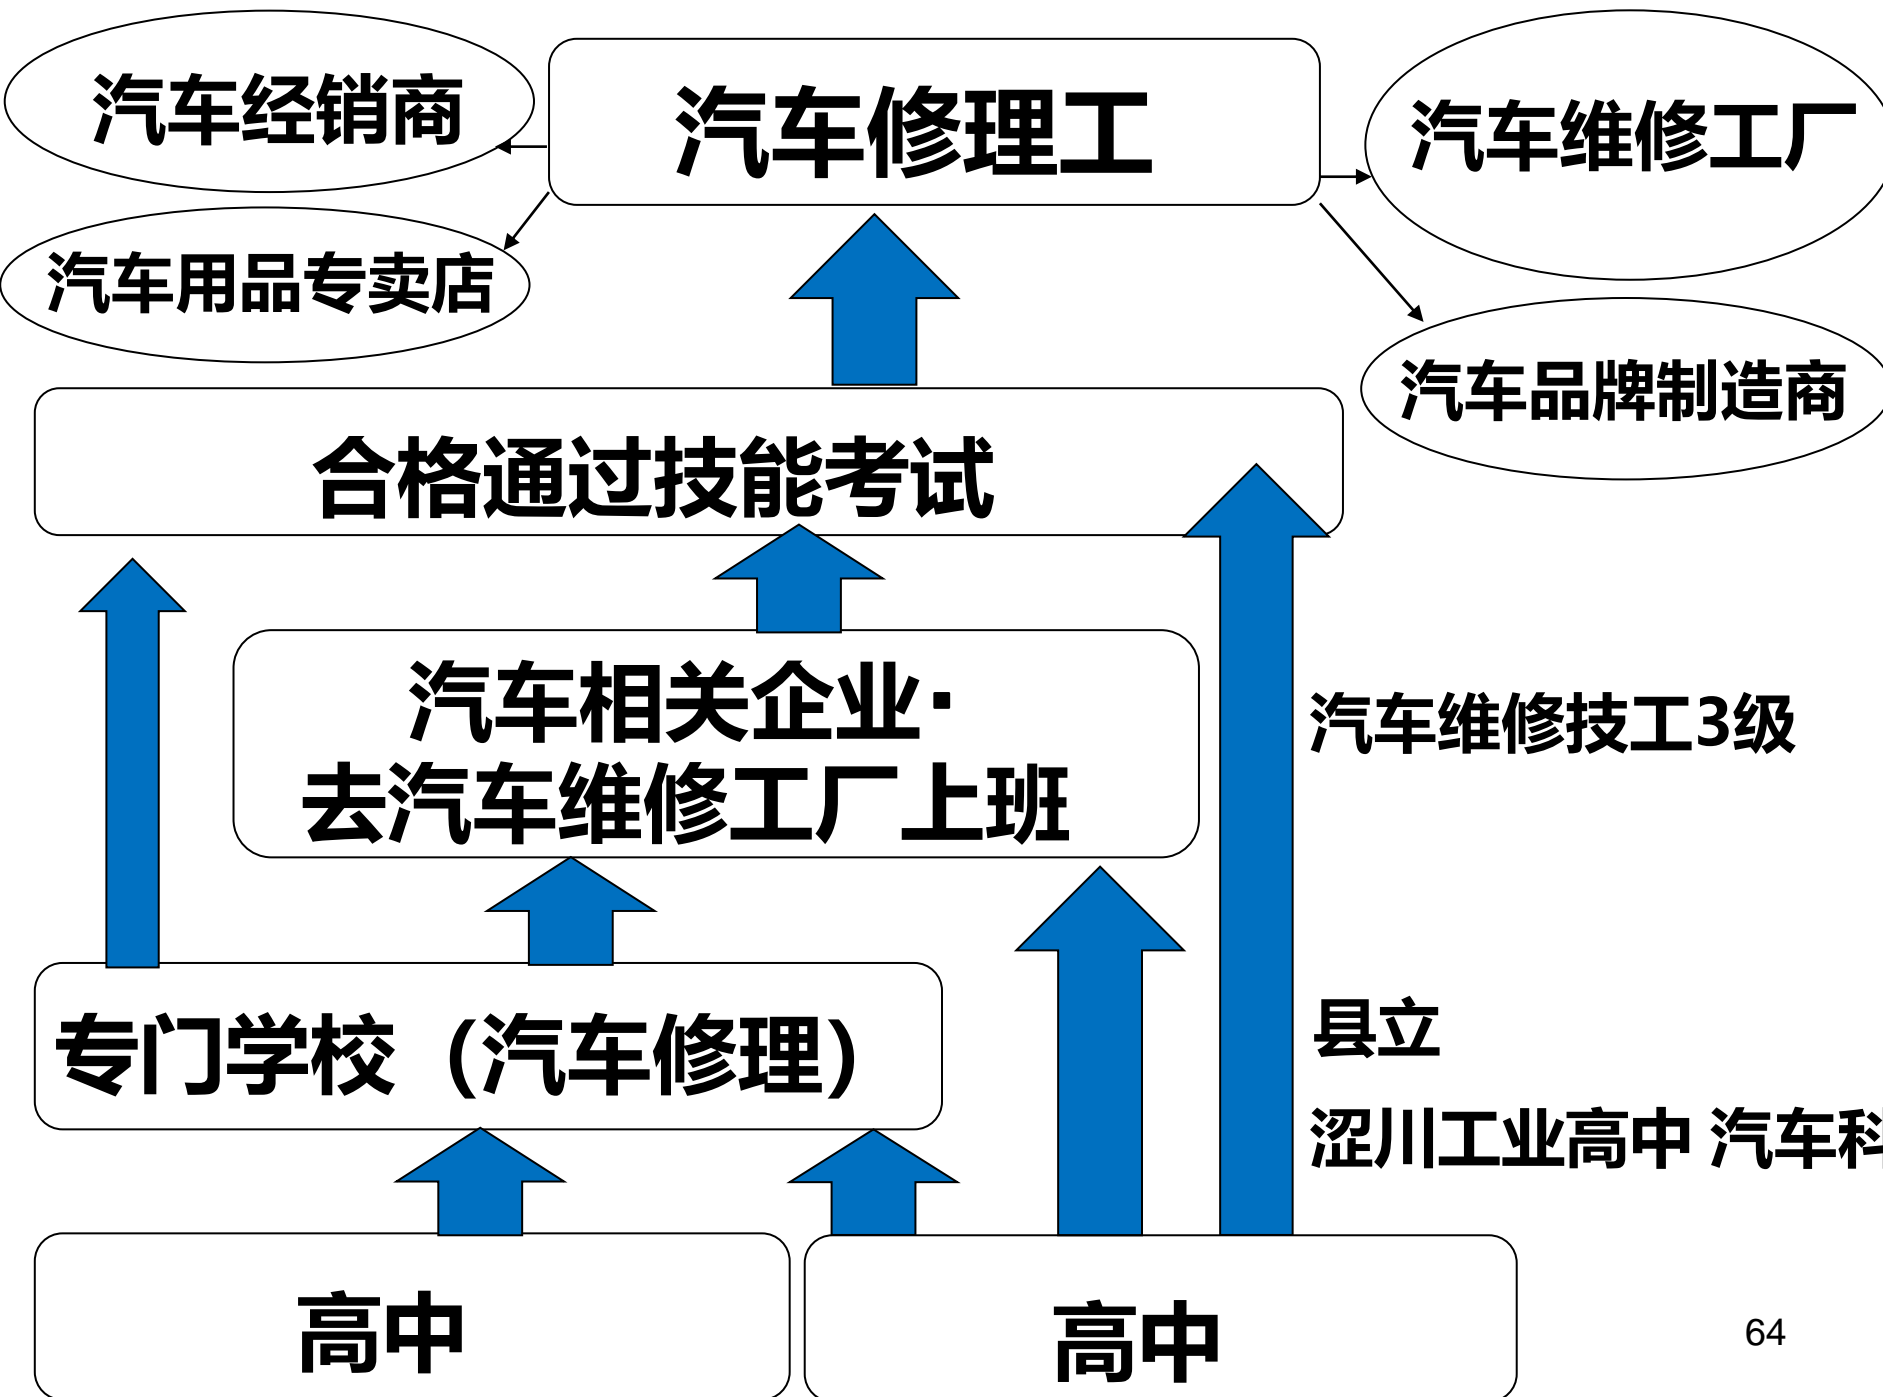 汽车经销商
汽车修理工
汽车维修工厂
汽车用品专卖店
汽车品牌制造商
合格通过技能考试
汽车相关企业·
去汽车维修工厂上班
汽车维修技工3级
专门学校（汽车修理）
县立
涩川工业高中 汽车科
高中
高中
64